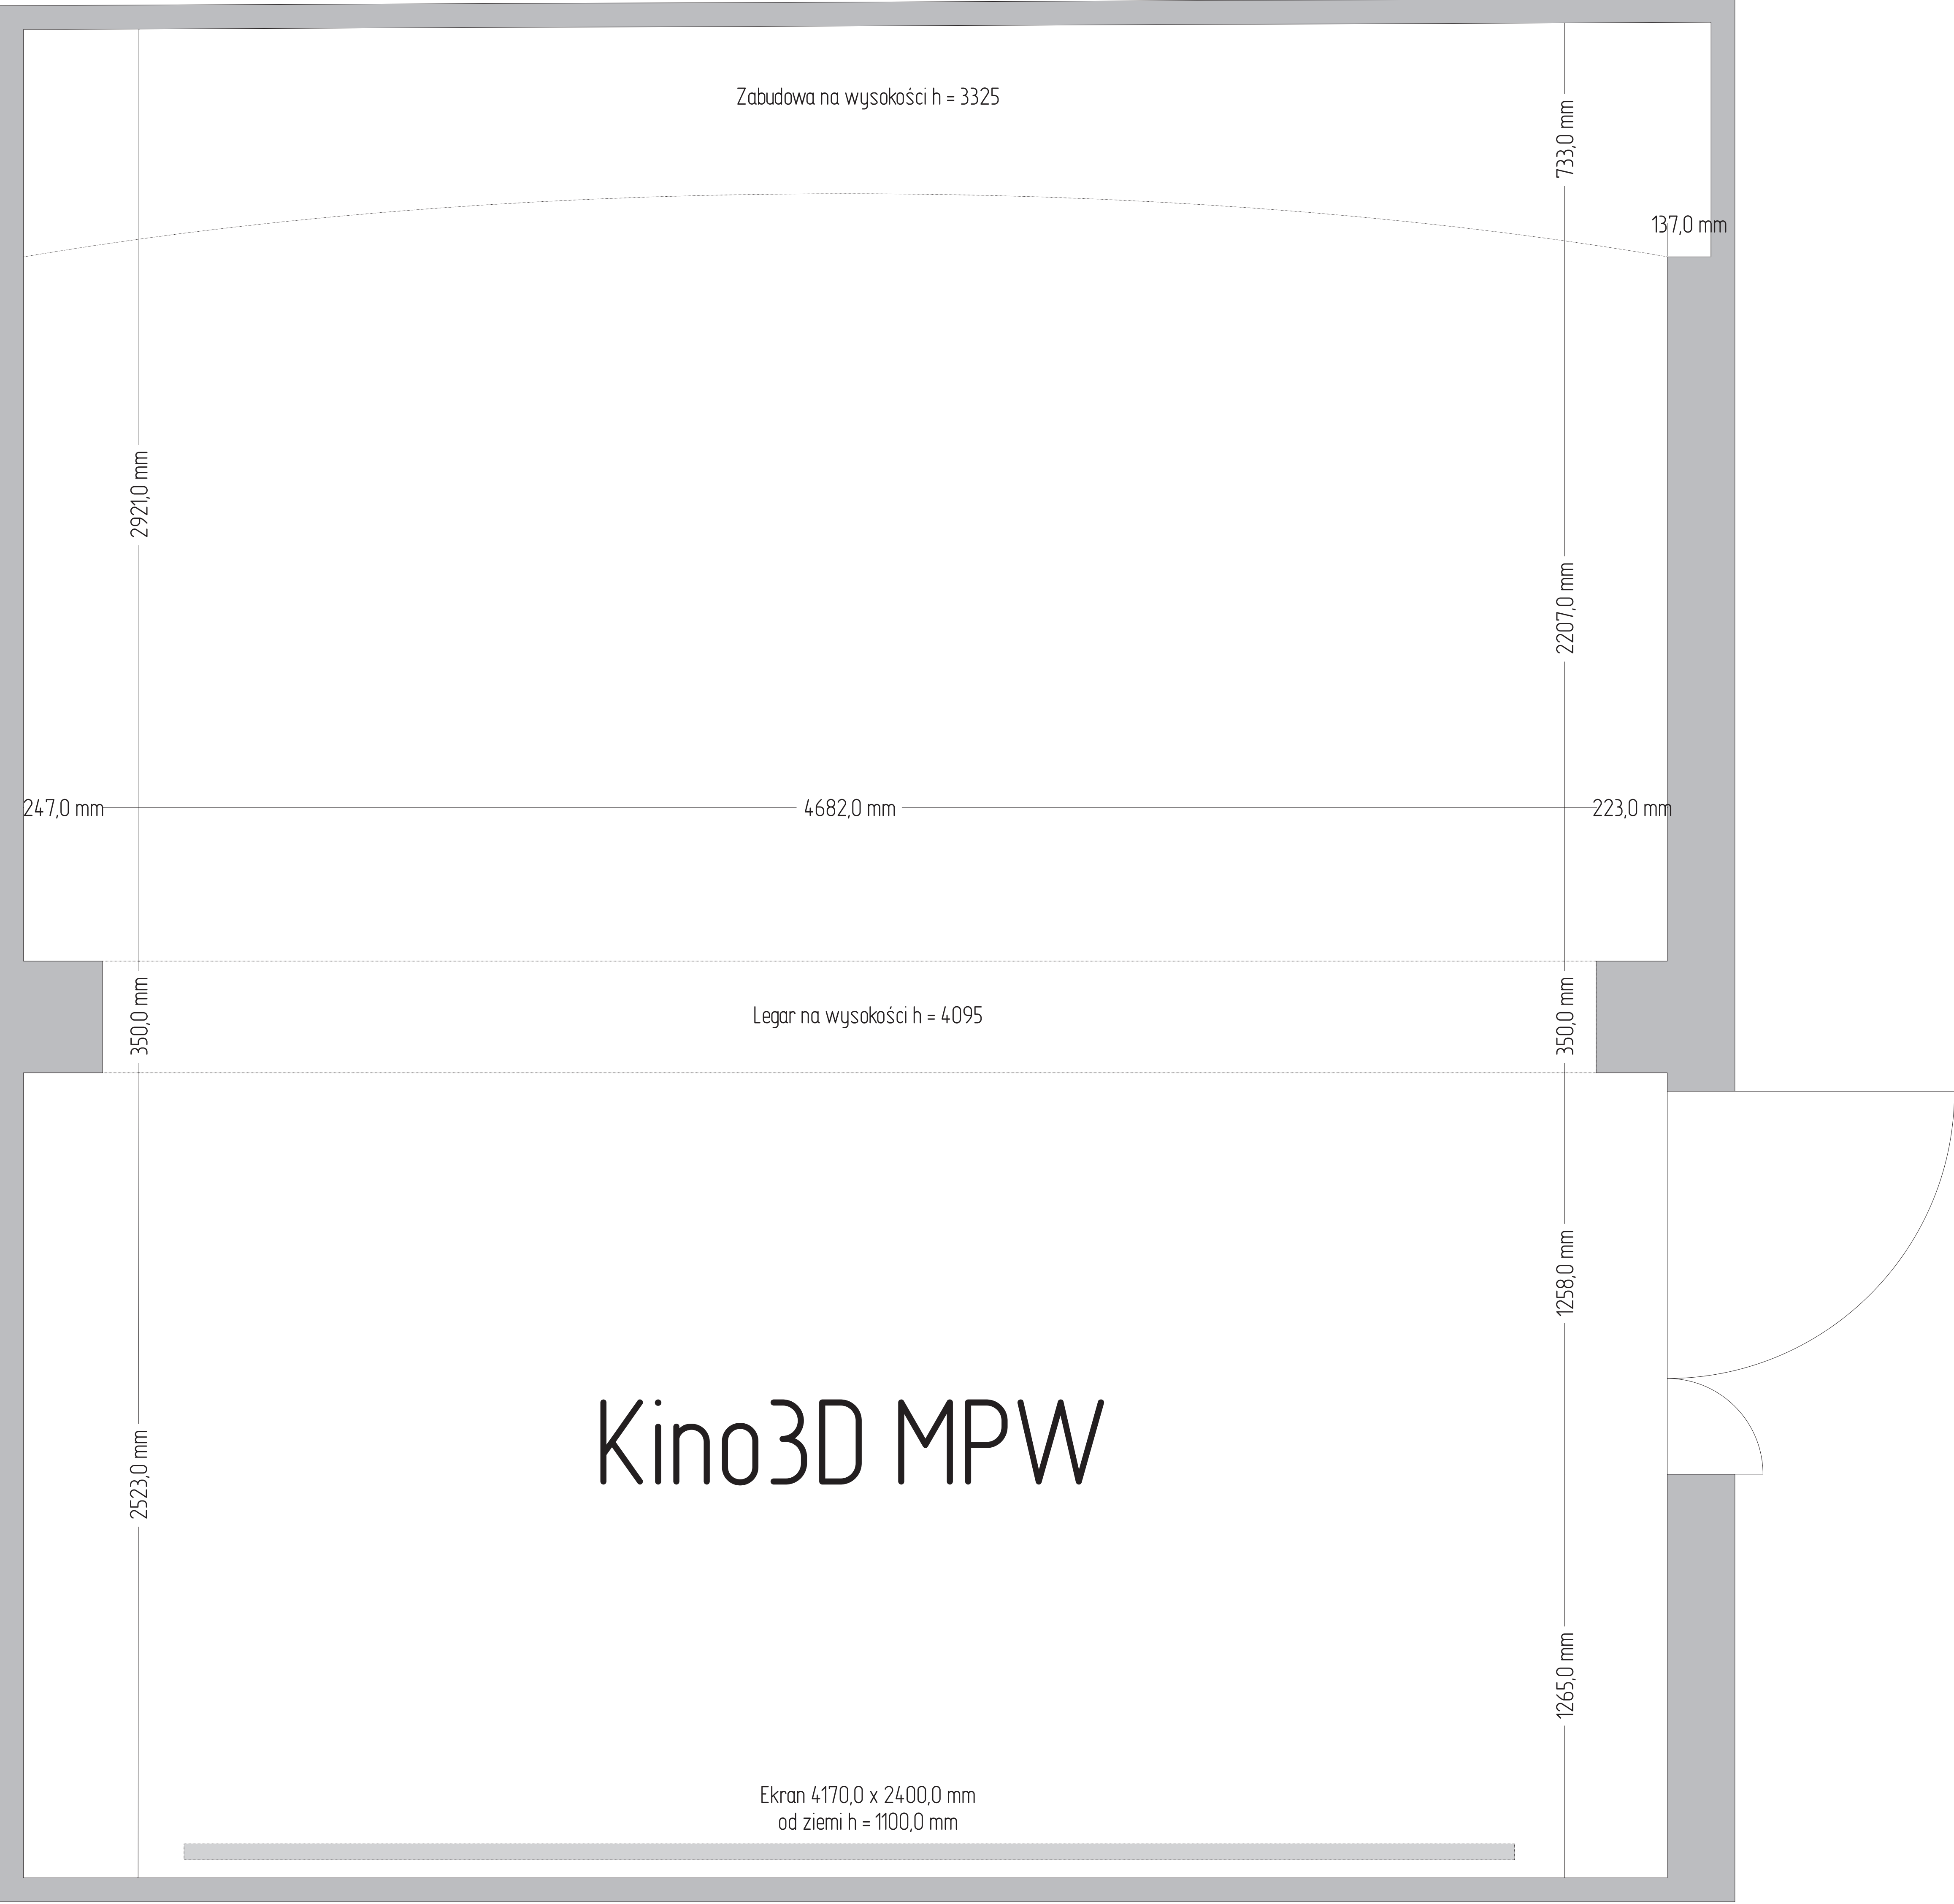 Zabudowa na wysokości h = 3325
733,0 mm
137,0 mm
2921,0 mm
2207,0 mm
247,0 mm
4682,0 mm
223,0 mm
350,0 mm
Legar na wysokości h = 4095
350,0 mm
1258,0 mm
Kino3D MPW
2523,0 mm
1265,0 mm
Ekran 4170,0 x 2400,0 mm
od ziemi h = 1100,0 mm